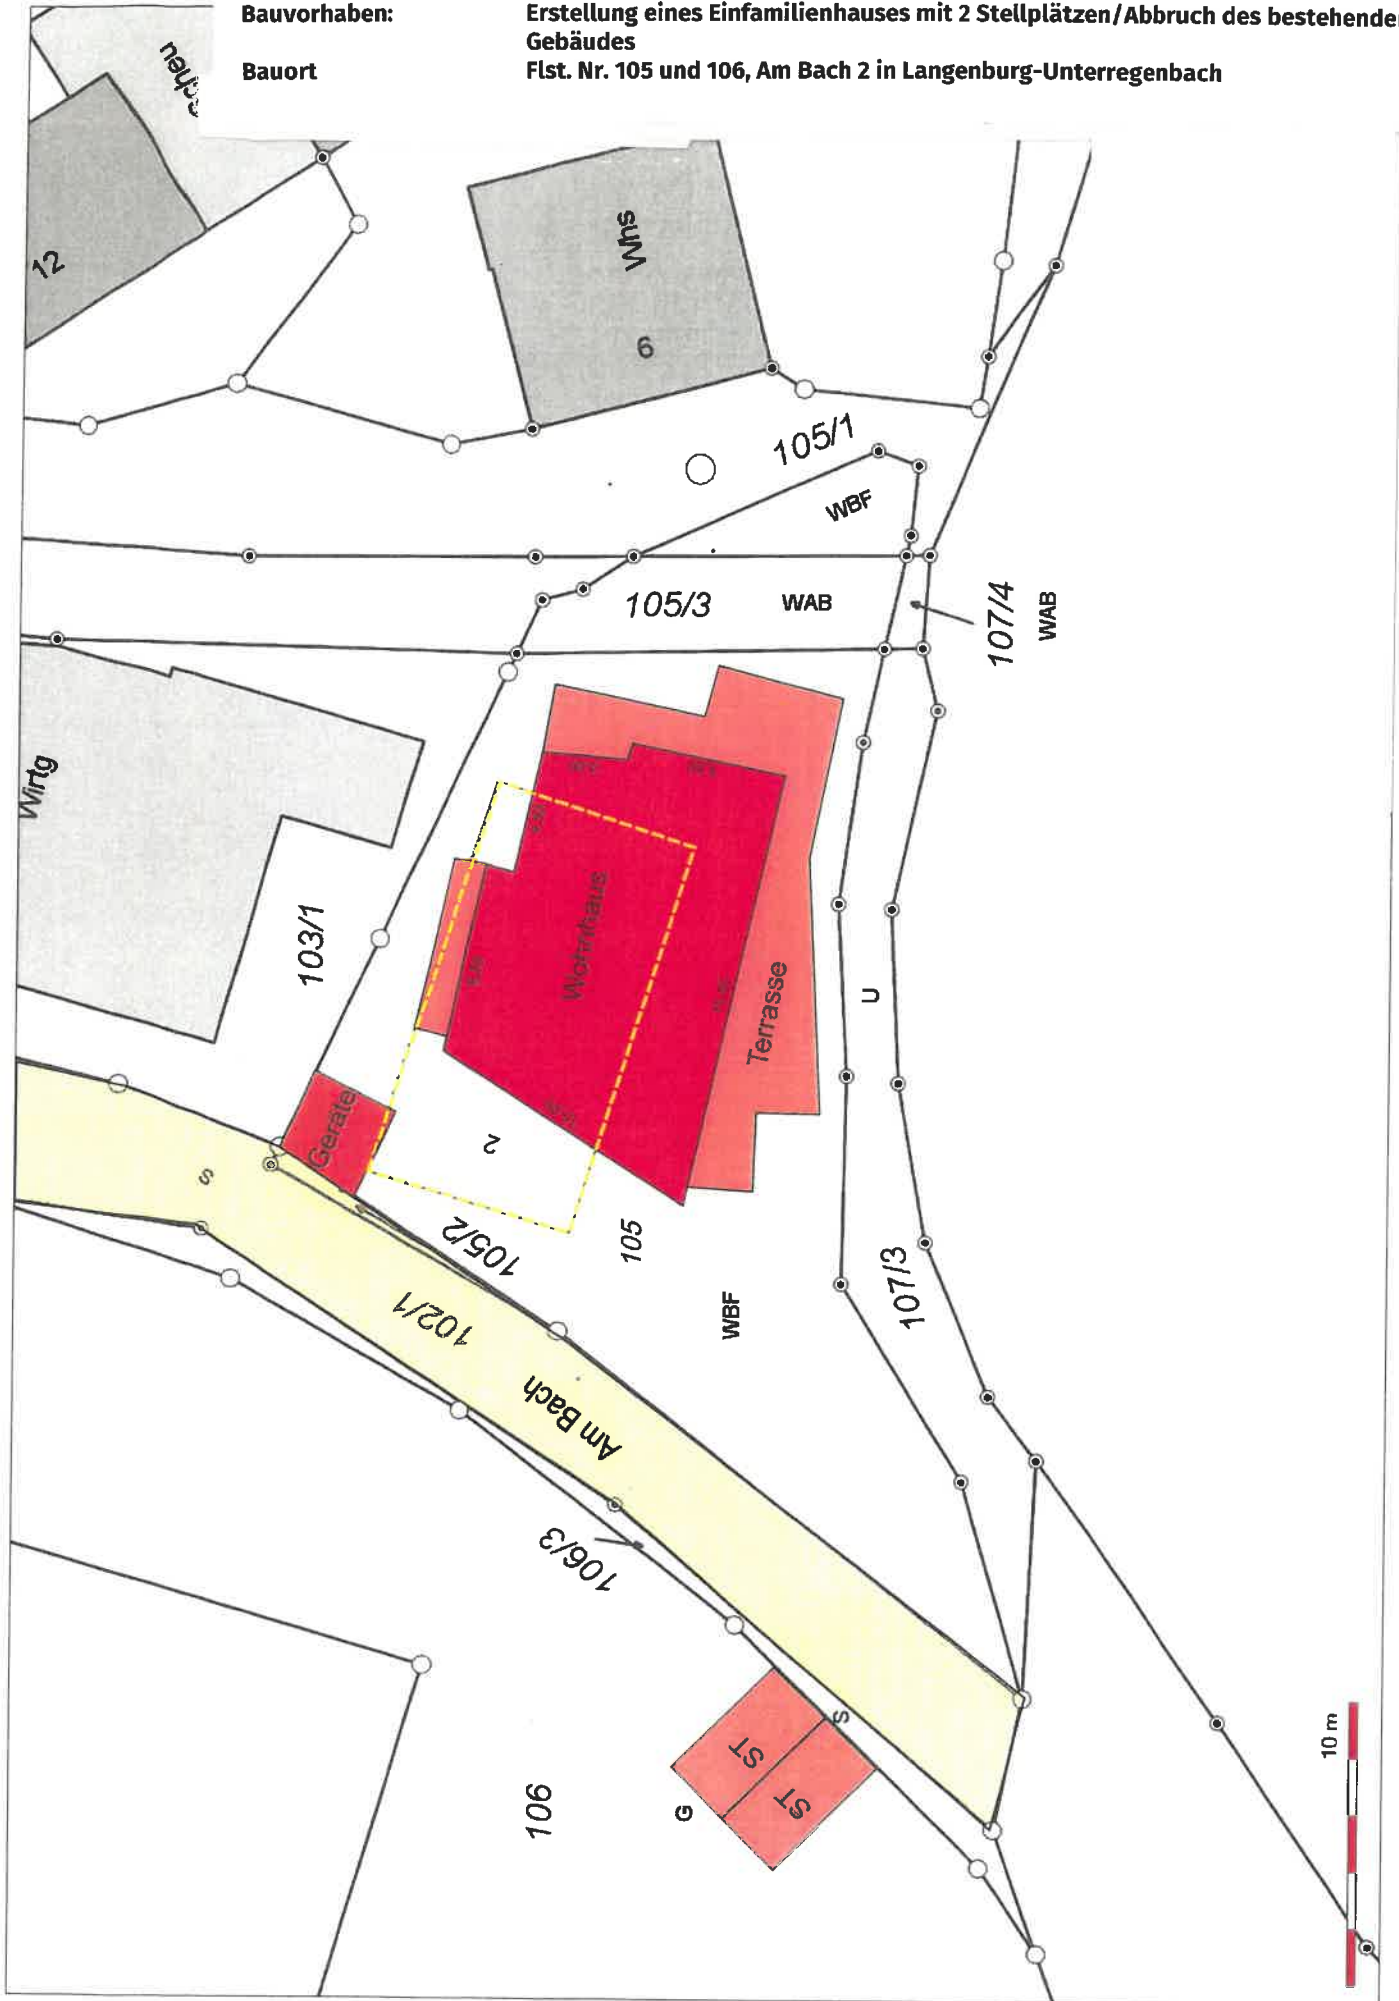 Bauvorhaben: Erstellung eines Einfamilienhauses mit 2 Stellplätzen/Abbruch des bestehende
Gebäudes
Bauort Flst. Nr. 105 und 106, Am Bach 2 in Langenburg-Unterregenbach
12
Whs
6
105/1
WBF
105/3
WAB
107/4
WAB
Wirtg
103/1
Wohnhaus
Terrasse
U
Geräte
2
S
105/2
105
102/1
WBF
107/3
Am Bach
106/3
S
ST
ST
G
106
10 m